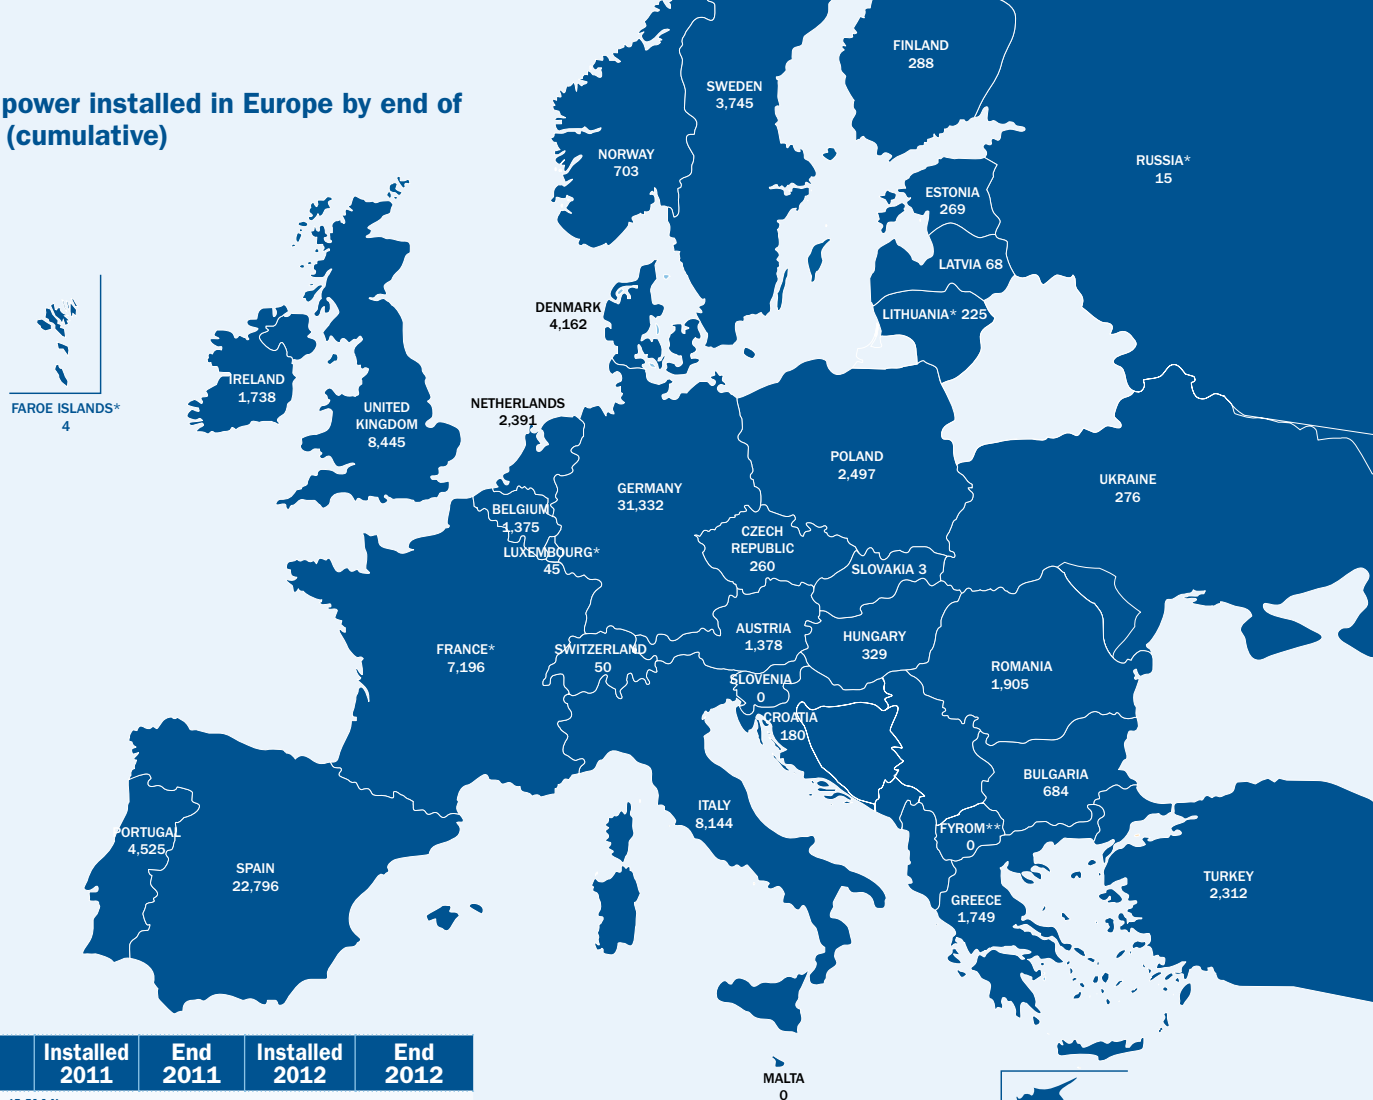 power installed in Europe by end of
(cumulative)
FINLAND
288
SWEDEN
3,745
NORWAY
703
RUSSIA*
15
ESTONIA
269
LATVIA 68
LITHUANIA* 225
DENMARK
4,162
FAROE ISLANDS*
4
IRELAND
1,738
UNITED
KINGDOM
8,445
NETHERLANDS
2,391
POLAND
2,497
UKRAINE
276
GERMANY
31,332
BELGIUM
1,375
LUXEMBOURG*
45
CZECH
REPUBLIC
260
SLOVAKIA 3
AUSTRIA
1,378
HUNGARY
329
FRANCE*
7,196
SWITZERLAND
50
ROMANIA
1,905
SLOVENIA
0
CROATIA
180
BULGARIA
684
ITALY
8,144
FYROM**
0
PORTUGAL
4,525
SPAIN
22,796
TURKEY
2,312
GREECE
1,749
Installed
2011
End
2011
Installed
2012
End
2012
MALTA
0